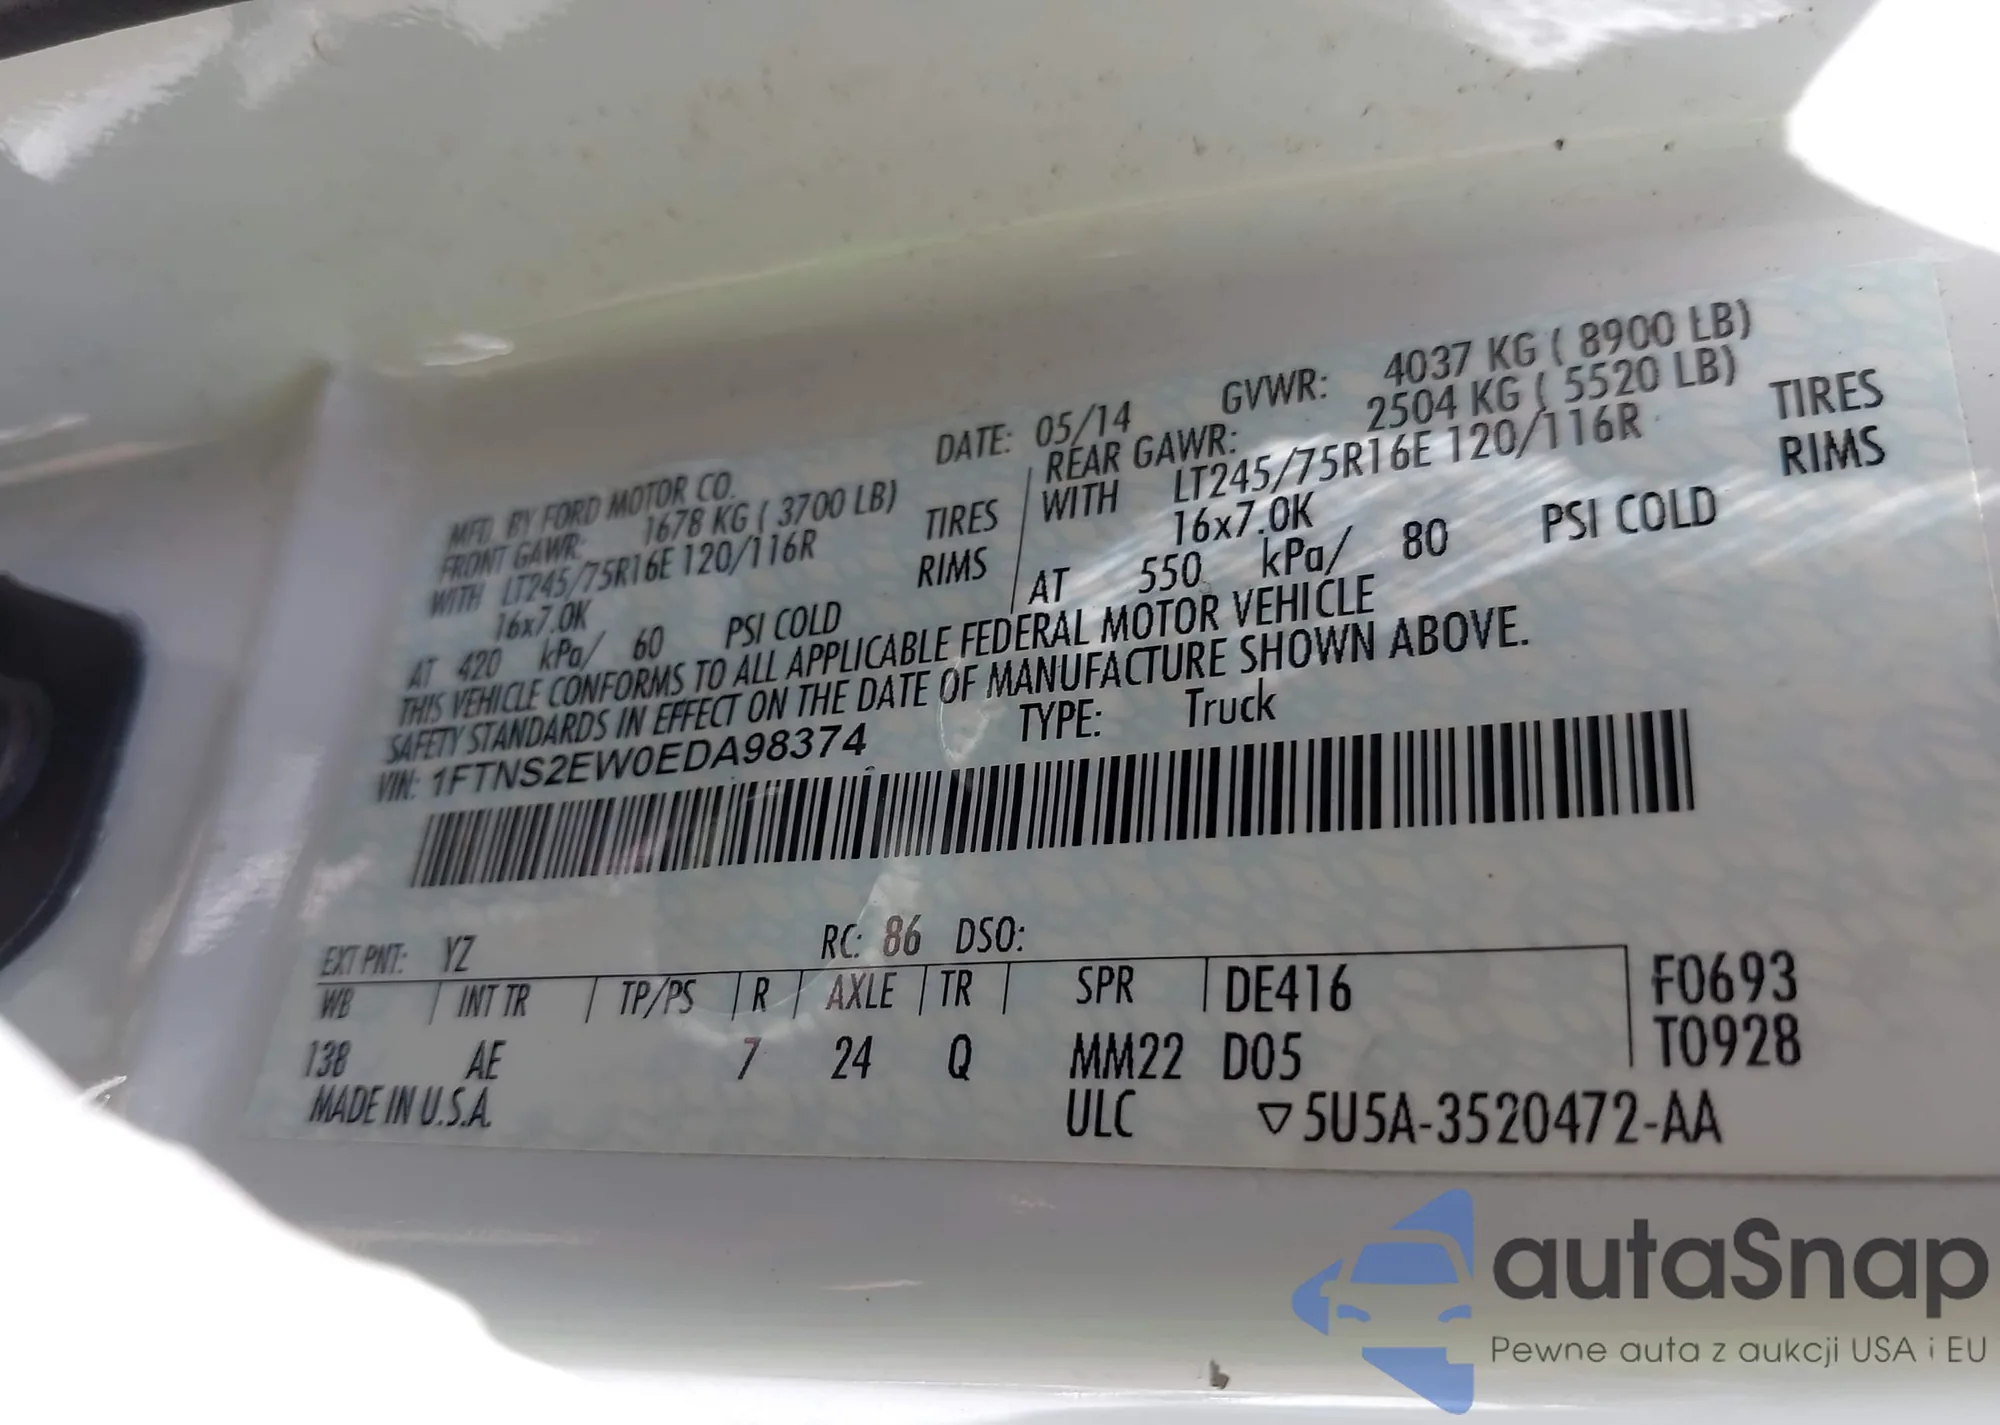 MFD. BY FORD MOTOR CO. DATE: 05/14 GVWR: 4037 KG ( 8900 LB)
FRONT GAWR: 1678 KG ( 3700 LB) REAR GAWR: 2504 KG ( 5520 LB)
WITH LT245/75R16E 120/116R TIRES WITH LT245/75R16E 120/116R TIRES
16x7.0K RIMS 16x7.0K RIMS
AT 420 kPa/ 60 PSI COLD AT 550 kPa/ 80 PSI COLD
THIS VEHICLE CONFORMS TO ALL APPLICABLE FEDERAL MOTOR VEHICLE
SAFETY STANDARDS IN EFFECT ON THE DATE OF MANUFACTURE SHOWN ABOVE.
VIN: 1FTNS2EW0EDA98374 TYPE: Truck
EXT PNT: YZ RC: 86 DSO:
WB INT TR TP/PS R AXLE TR SPR DE416 F0693
138 AE 7 24 Q MM22 D05 T0928
MADE IN U.S.A. ULC ▽5U5A-3520472-AA
autaSnap
Pewne auta z aukcji USA i EU